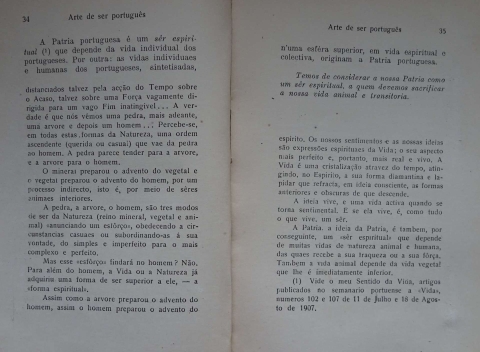 34
Arte de ser português
A Patria portuguesa é um sêr espiri-
tual (1) que depende da vida individual dos
portugueses. Por outra: as vidas individuaes
e humanas dos portugueses, sintetisadas,
distanciados talvez pela acção do Tempo sobre
o Acaso, talvez sobre uma Força vagamente di-
rigida para um vago Fim inatingivel... A ver-
dade é que nós vêmos uma pedra, mais adeante,
uma arvore e depois um homem... Percebe-se,
em todas estas formas da Natureza, uma ordem
ascendente (querida ou casual) que vae da pedra
ao homem. A pedra parece tender para a arvore,
e a arvore para o homem.
O mineral preparou o advento do vegetal e
o vegetal preparou o advento do homem, por um
processo indirecto, isto é, por meio de sêres
animaes inferiores.
A pedra, a arvore, o homem, são tres modos
de ser da Natureza (reino mineral, vegetal e ani-
mal) «anunciando um esfôrço», obedecendo a cir-
cunstancias casuaes ou subordinando-as á sua
vontade, do simples e imperfeito para o mais
complexo e perfeito.
Mas esse «esfôrço» findará no homem? Não.
Para além do homem, a Vida ou a Natureza já
adquiriu uma forma de ser superior a ele, — a
«forma espiritual».
Assim como a arvore preparou o advento do
homem, assim o homem preparou o advento do
Arte de ser português
35
n'uma esféra superior, em vida espiritual e
colectiva, originam a Patria portuguesa.
Temos de considerar a nossa Patria como
um sêr espiritual, a quem devemos sacrificar
a nossa vida animal e transitoria.
espirito. Os nossos sentimentos e as nossas ideias
são expressões espirituaes da Vida; o seu aspecto
mais perfeito e, portanto, mais real e vivo. A
Vida é uma cristalização atravez do tempo, atin-
gindo, no Espirito, a sua forma diamantina e la-
pidar que refracta, em ideia consciente, as formas
anteriores e obscuras de que descende.
A ideia vive, e uma vida activa quando se
torna sentimental. E se ela vive, é, como tudo
o que vive, um sêr.
A Patria, a ideia da Patria, é tambem, por
conseguinte, um «sêr espiritual» que depende
de muitas vidas de natureza animal e humana,
das quaes recebe a sua fraqueza ou a sua fôrça.
Tambem a vida animal depende da vida vegetal
que lhe é imediatamente inferior.
(1) Vide o meu Sentido da Vida, artigos
publicados no semanario portuense a «Vida»,
numeros 102 e 107 de 11 de Julho e 16 de Agos-
to de 1907.